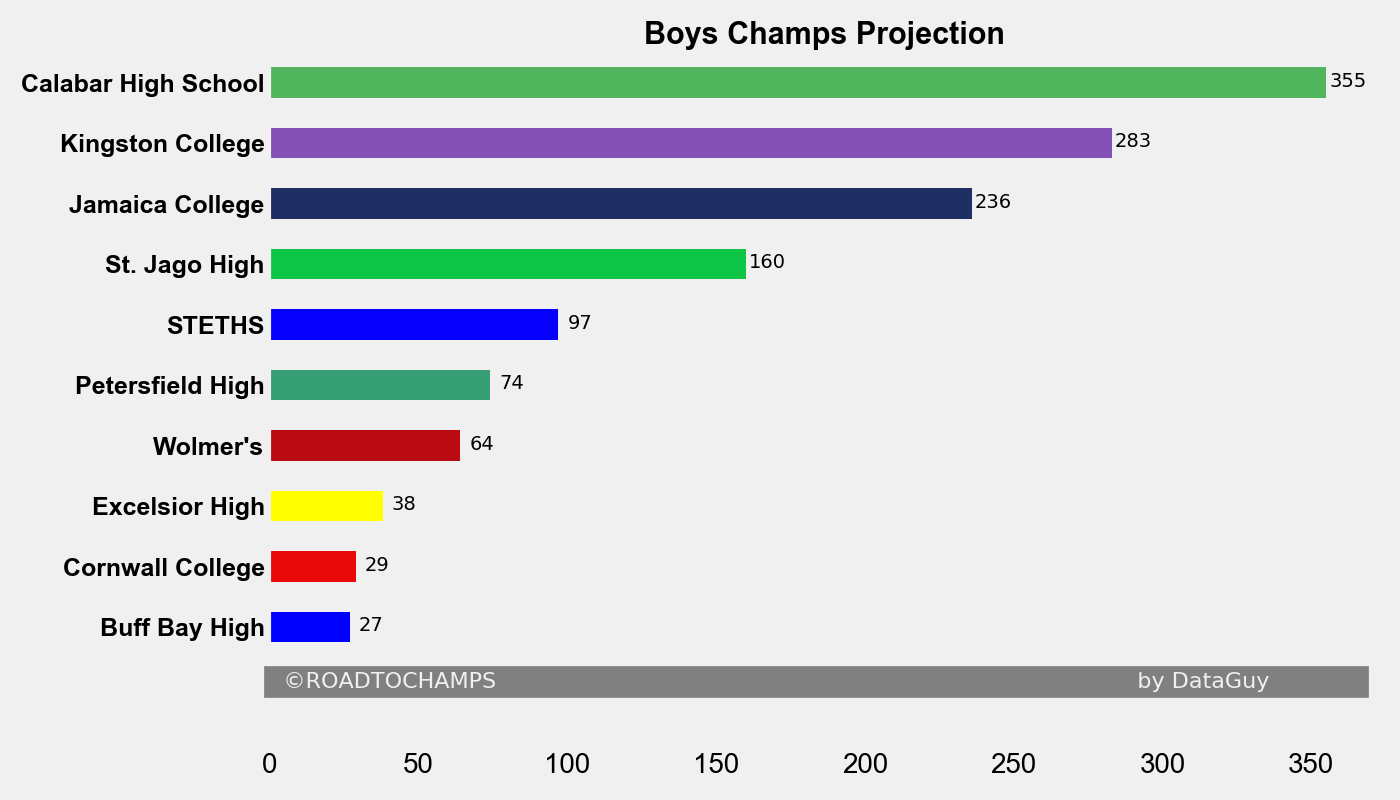 Boys Champs Projection
Calabar High School 355
Kingston College 283
Jamaica College 236
St. Jago High 160
STETHS 97
Petersfield High 74
Wolmer's 64
Excelsior High 38
Cornwall College 29
Buff Bay High 27
©ROADTOCHAMPS by DataGuy
0 50 100 150 200 250 300 350